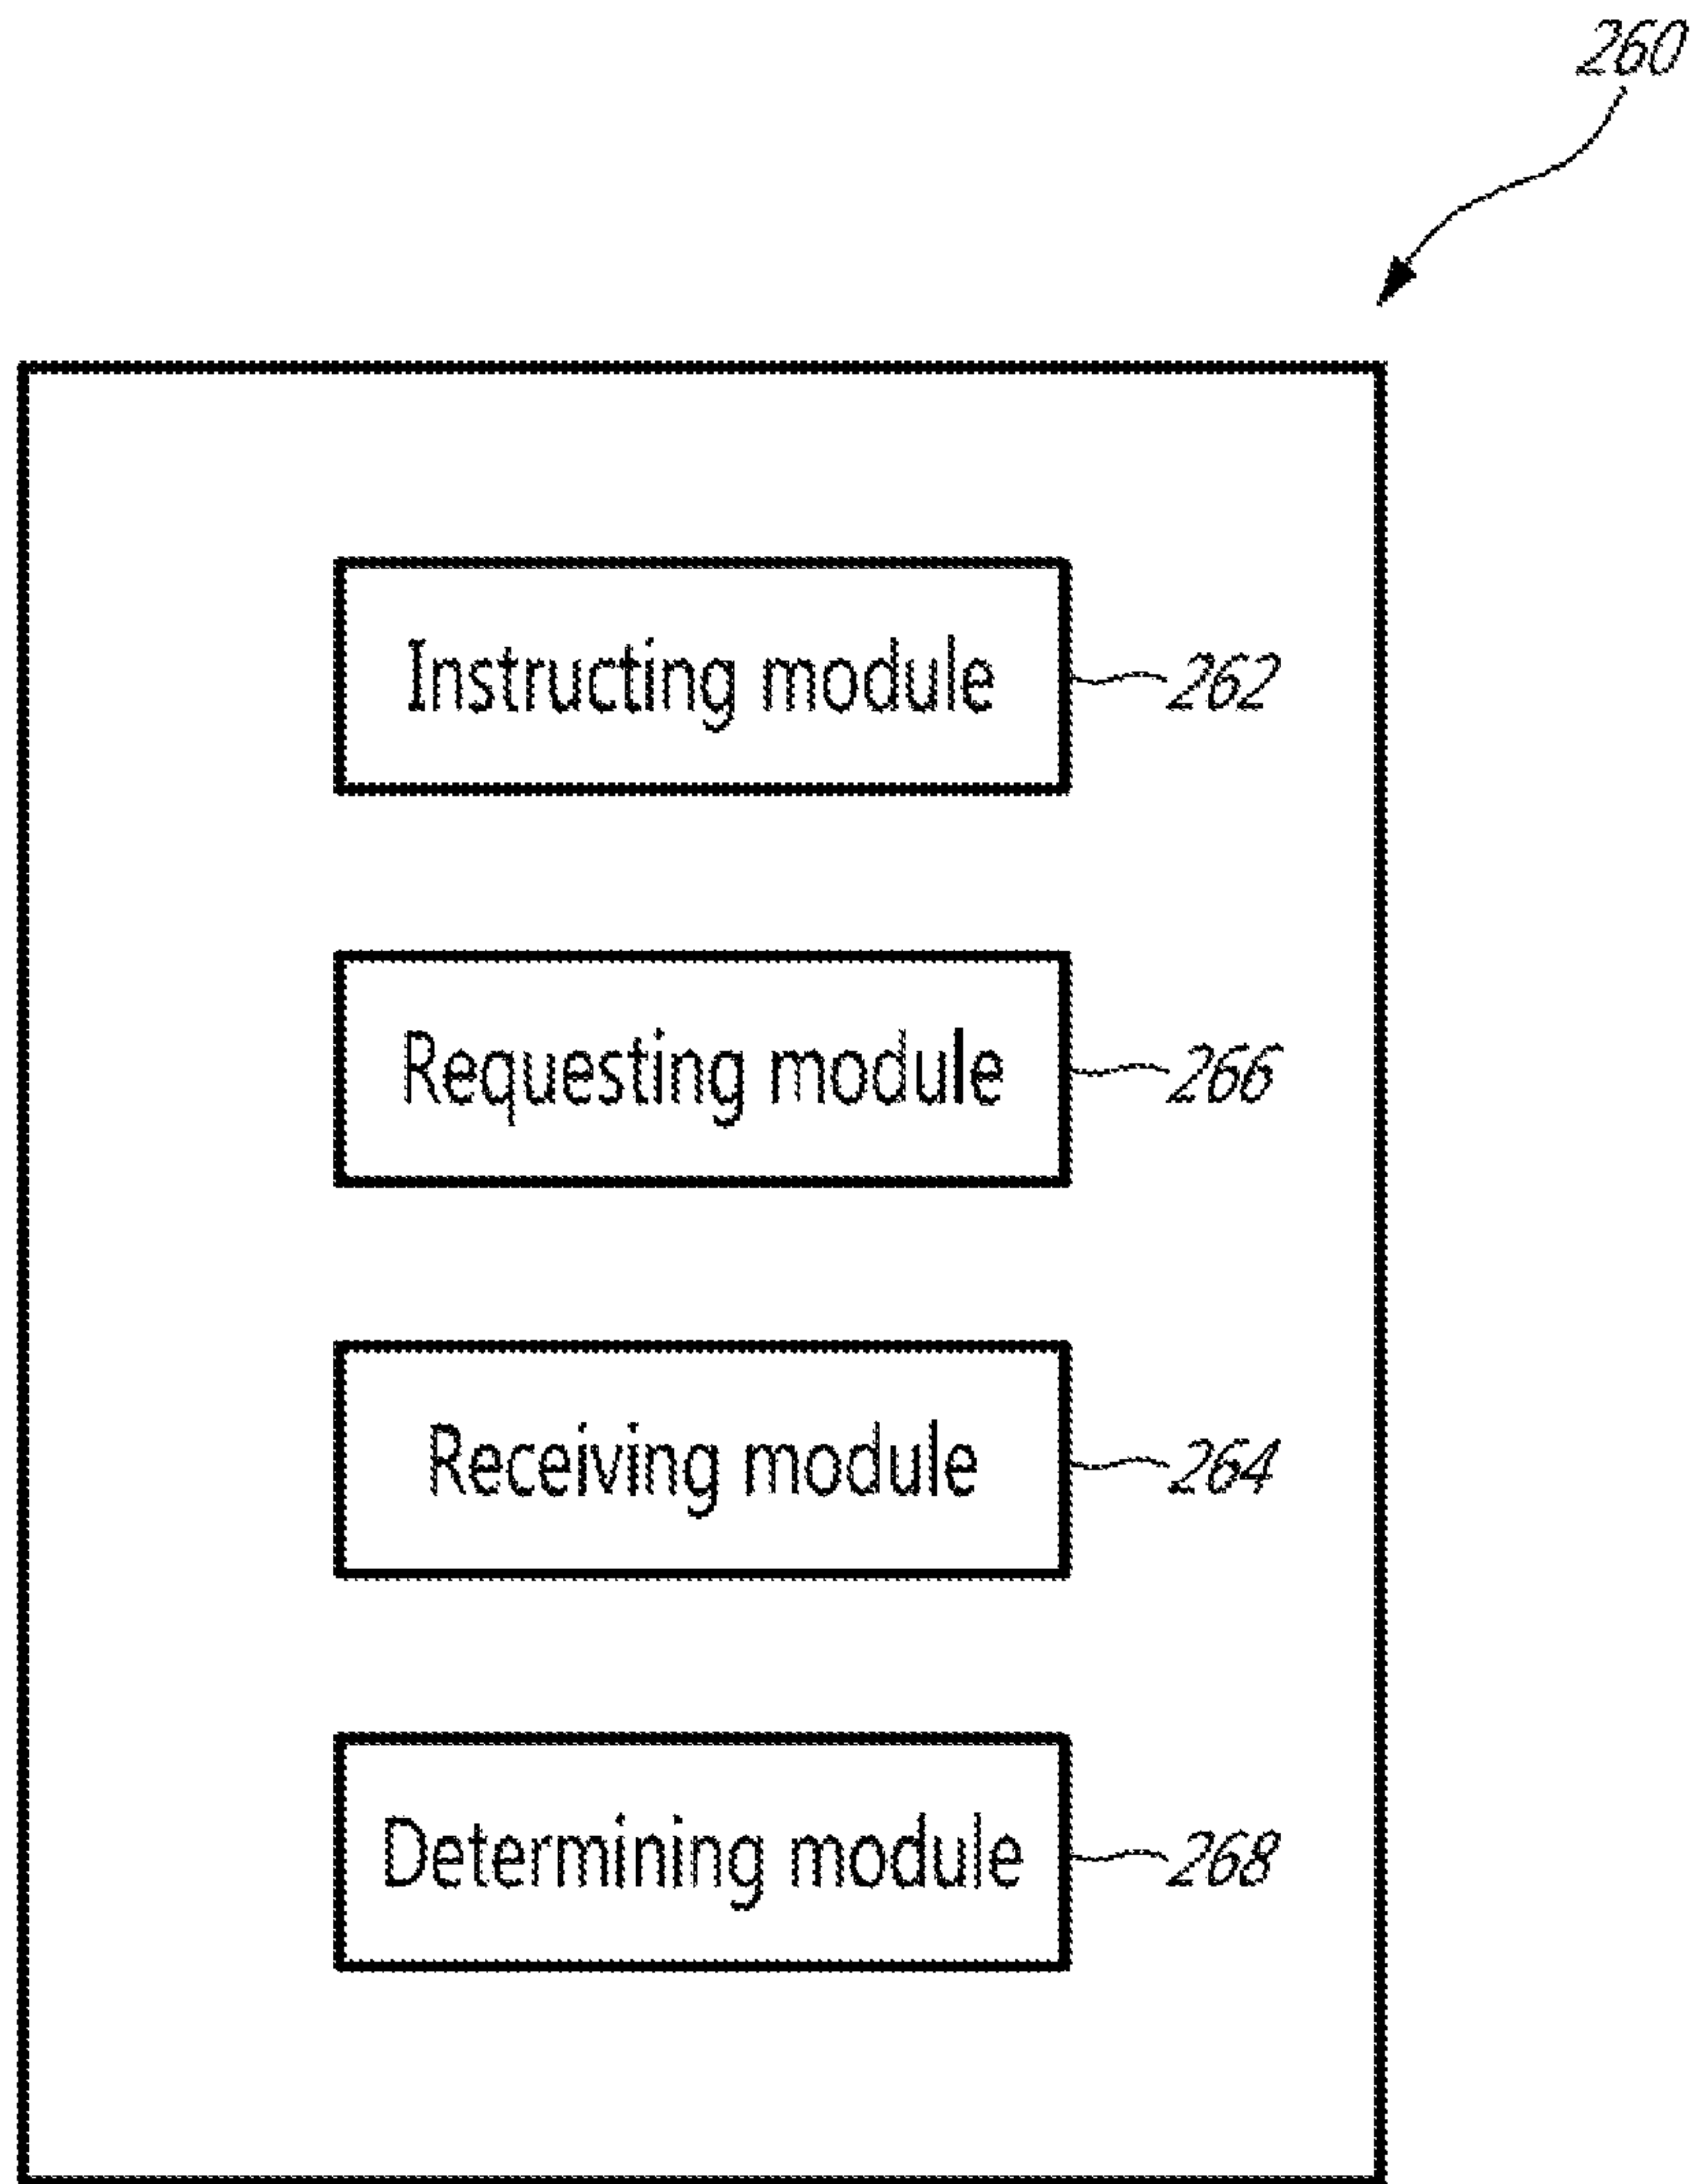 260
Instructing module 262
Requesting module 266
Receiving module 264
Determining module 268